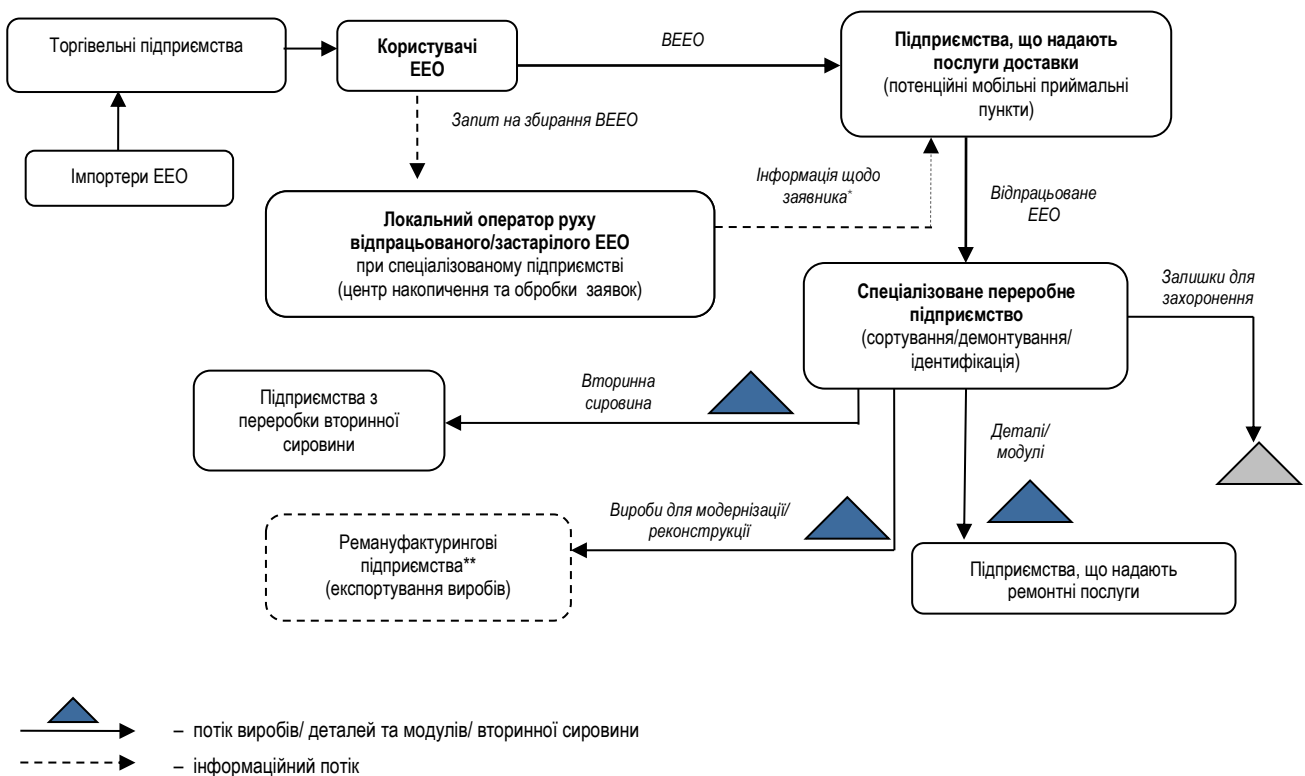 Торгівельні підприємства
Користувачі
ЕЕО
ВЕЕО
Підприємства, що надають
послуги доставки
(потенційні мобільні приймальні
пункти)
Запит на збирання ВЕЕО
Імпортери ЕЕО
Інформація щодо
заявника*
Відпрацьоване
ЕЕО
Локальний оператор руху
відпрацьованого/застарілого ЕЕО
при спеціалізованому підприємстві
(центр накопичення та обробки заявок)
Спеціалізоване переробне
підприємство
(сортування/демонтування/
ідентифікація)
Залишки для
захоронення
Вторинна
сировина
Підприємства з
переробки вторинної
сировини
Деталі/
модулі
Вироби для модернізації/
реконструкції
Ремануфактурингові
підприємства**
(експортування виробів)
Підприємства, що надають
ремонтні послуги
– потік виробів/ деталей та модулів/ вторинної сировини
– інформаційний потік